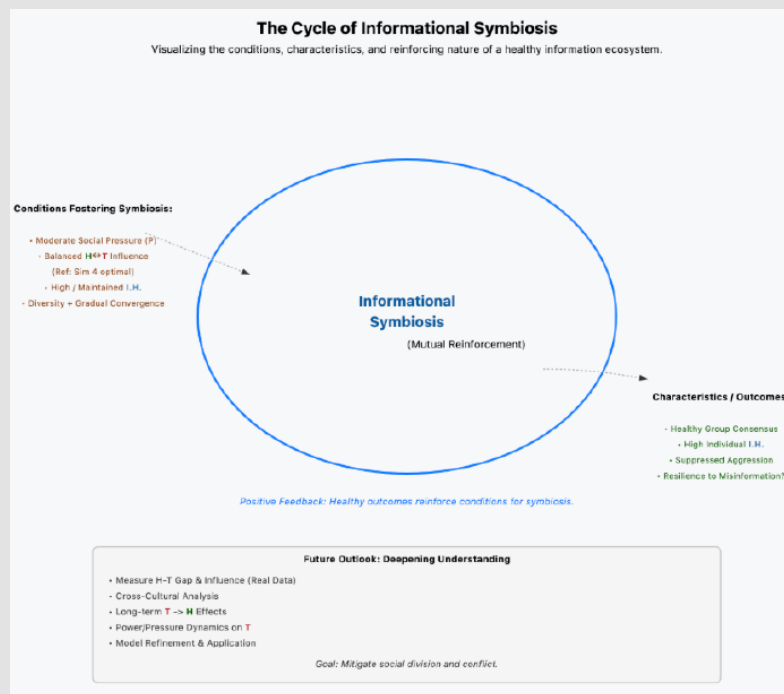 The Cycle of Informational Symbiosis
Visualizing the conditions, characteristics, and reinforcing nature of a healthy information ecosystem.
Conditions Fostering Symbiosis:
• Moderate Social Pressure (P)
• Balanced H⇔T Influence
(Ref: Sim 4 optimal)
• High / Maintained I.H.
• Diversity + Gradual Convergence
Informational
Symbiosis
(Mutual Reinforcement)
Characteristics / Outcomes
• Healthy Group Consensus
• High Individual I.H.
• Suppressed Aggression
• Resilience to Misinformation?
Positive Feedback: Healthy outcomes reinforce conditions for symbiosis.
Future Outlook: Deepening Understanding
• Measure H-T Gap & Influence (Real Data)
• Cross-Cultural Analysis
• Long-term T -> H Effects
• Power/Pressure Dynamics on T
• Model Refinement & Application
Goal: Mitigate social division and conflict.